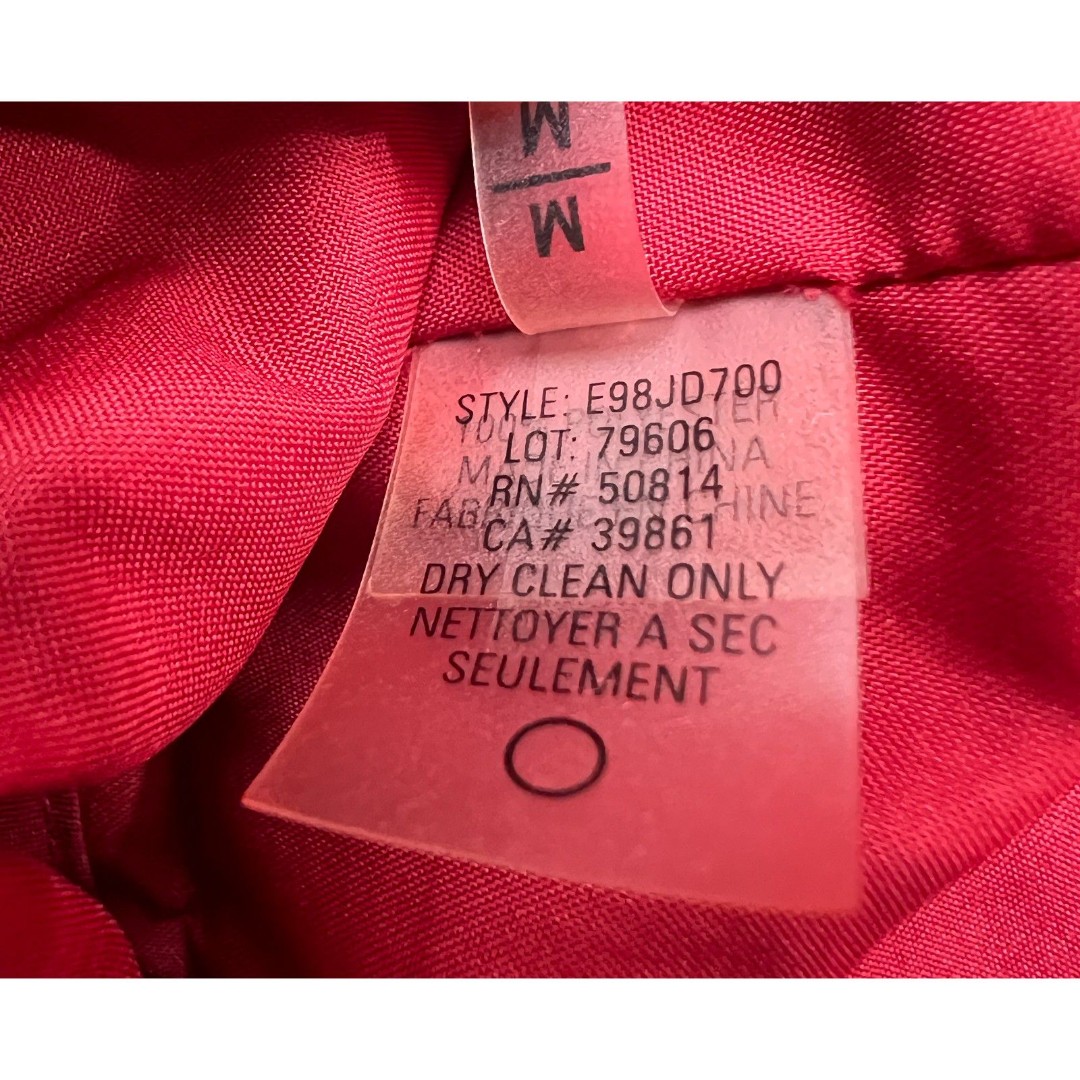 M
M
STYLE: E98JD700
LOT: 79606
RN# 50814
CA# 39861
DRY CLEAN ONLY
NETTOYER A SEC
SEULEMENT